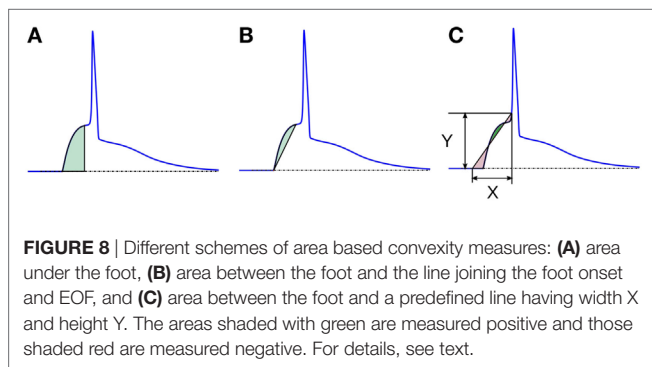 A
B
C
Y
X
FIGURE 8 | Different schemes of area based convexity measures: (A) area
under the foot, (B) area between the foot and the line joining the foot onset
and EOF, and (C) area between the foot and a predefined line having width X
and height Y. The areas shaded with green are measured positive and those
shaded red are measured negative. For details, see text.